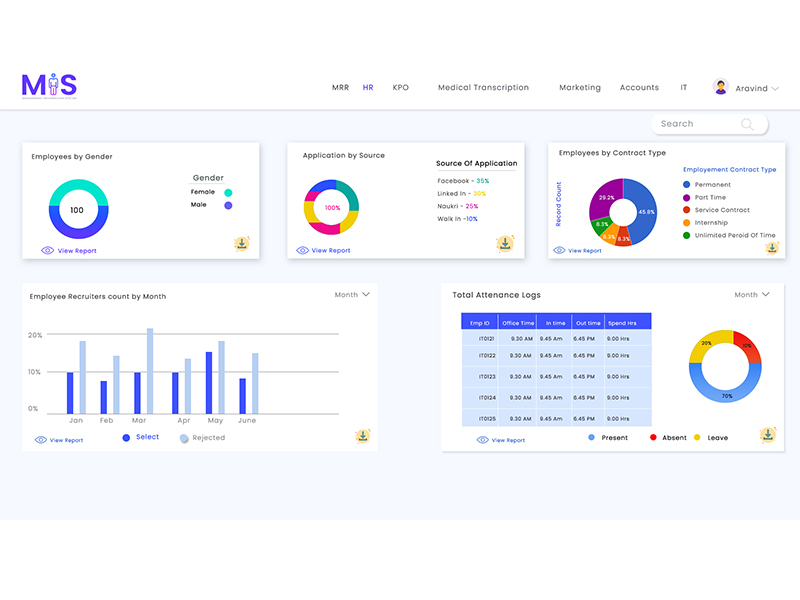 MiS
MRR HR KPO Medical Transcription Marketing Accounts IT Aravind
Search
Employees by Gender
Gender
Female
Male
100
View Report
Application by Source
Source Of Application
Facebook - 35%
Linked In - 30%
Naukri - 25%
Walk In -10%
100%
View Report
Employees by Contract Type
Employement Contract Type
Permanent
Part Time
Service Contract
Internship
Unlimited Peroid Of Time
Record Count
29.2%
45.8%
8.3%
8.3%
8.3%
View Report
Employee Recruiters count by Month
Month
20%
10%
0%
Jan Feb Mar Apr May June
View Report Select Rejected
Total Attenance Logs
Month
Emp ID Office Time In time Out time Spend Hrs
IT0121 9.30 AM 9.45 Am 6.45 PM 9.00 Hrs
IT0122 9.30 AM 9.45 Am 6.45 PM 9.00 Hrs
IT0123 9.30 AM 9.45 Am 6.45 PM 9.00 Hrs
IT0124 9.30 AM 9.45 Am 6.45 PM 9.00 Hrs
IT0125 9.30 AM 9.45 Am 6.45 PM 9.00 Hrs
20%
10%
70%
View Report Present Absent Leave